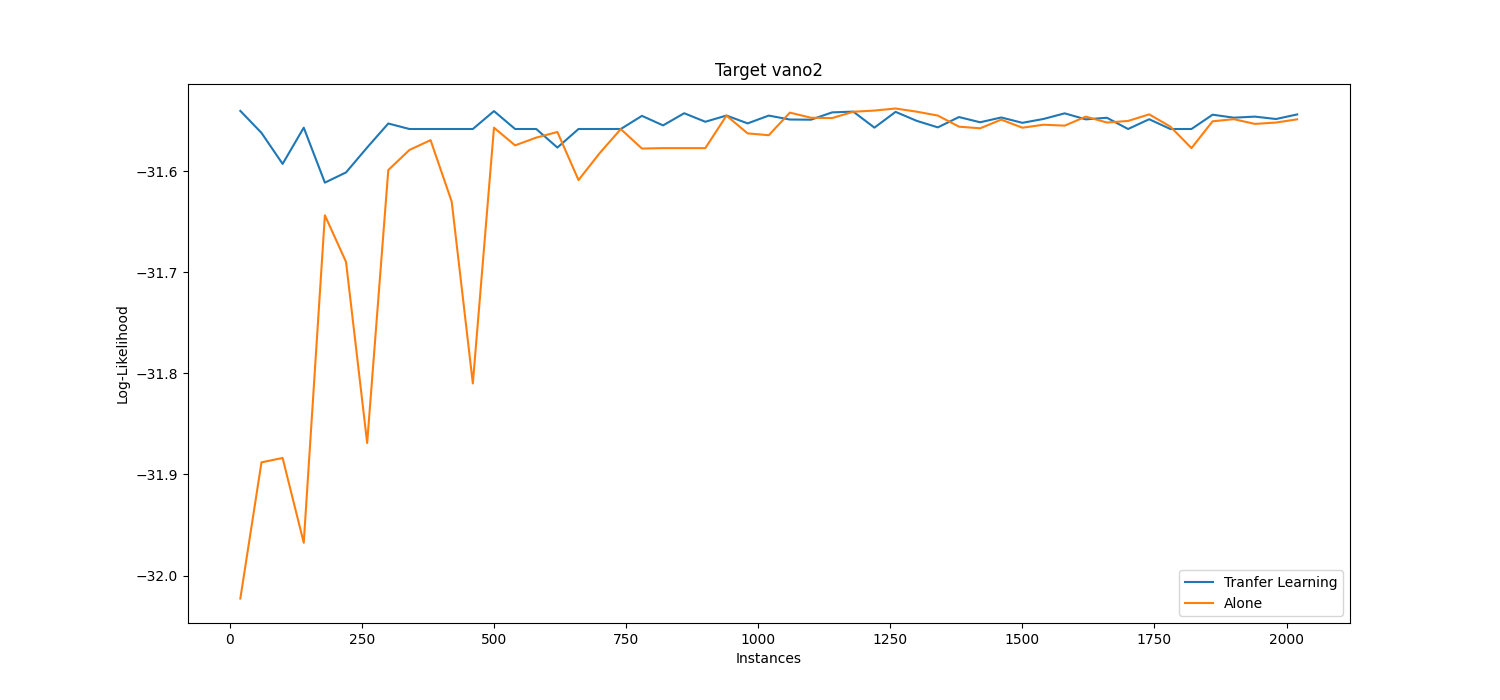 Target vano2
Log-Likelihood
−31.6
−31.7
−31.8
−31.9
−32.0
0
250
500
750
1000
1250
1500
1750
2000
Instances
Tranfer Learning
Alone